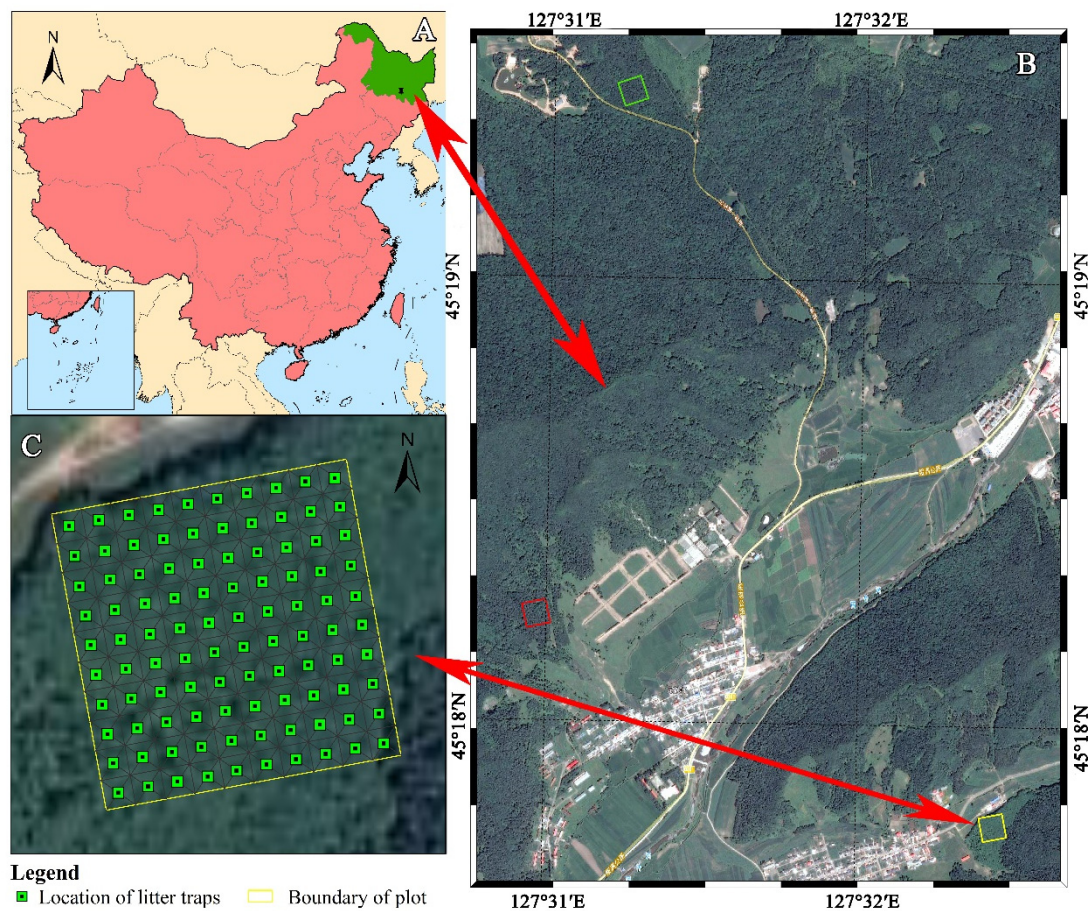 A
N
127°31′E
127°32′E
B
45°19′N
45°19′N
C
N
45°18′N
45°18′N
Legend
Location of litter traps
Boundary of plot
127°31′E
127°32′E